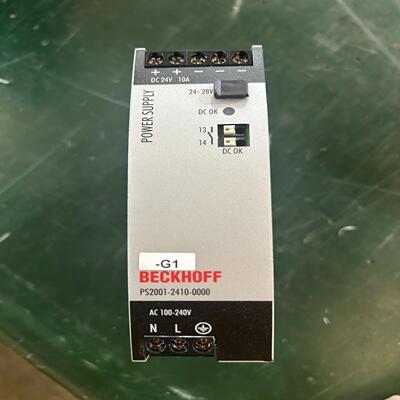 + + − − −
DC 24V 10A
24-28V
DC OK
POWER SUPPLY
13
14
DC OK
-G1
BECKHOFF
PS2001-2410-0000
AC 100-240V
N L